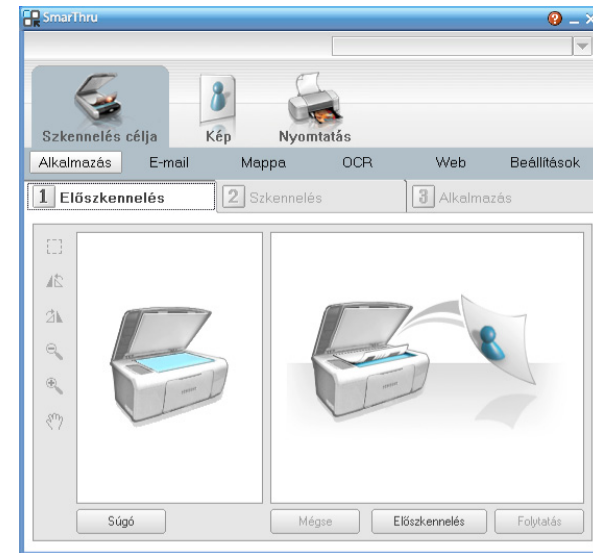 SmarThru
Szkennelés célja Kép Nyomtatás
Alkalmazás E-mail Mappa OCR Web Beállítások
1 Előszkennelés 2 Szkennelés 3 Alkalmazás
Súgó Mégse Előszkennelés Folytatás